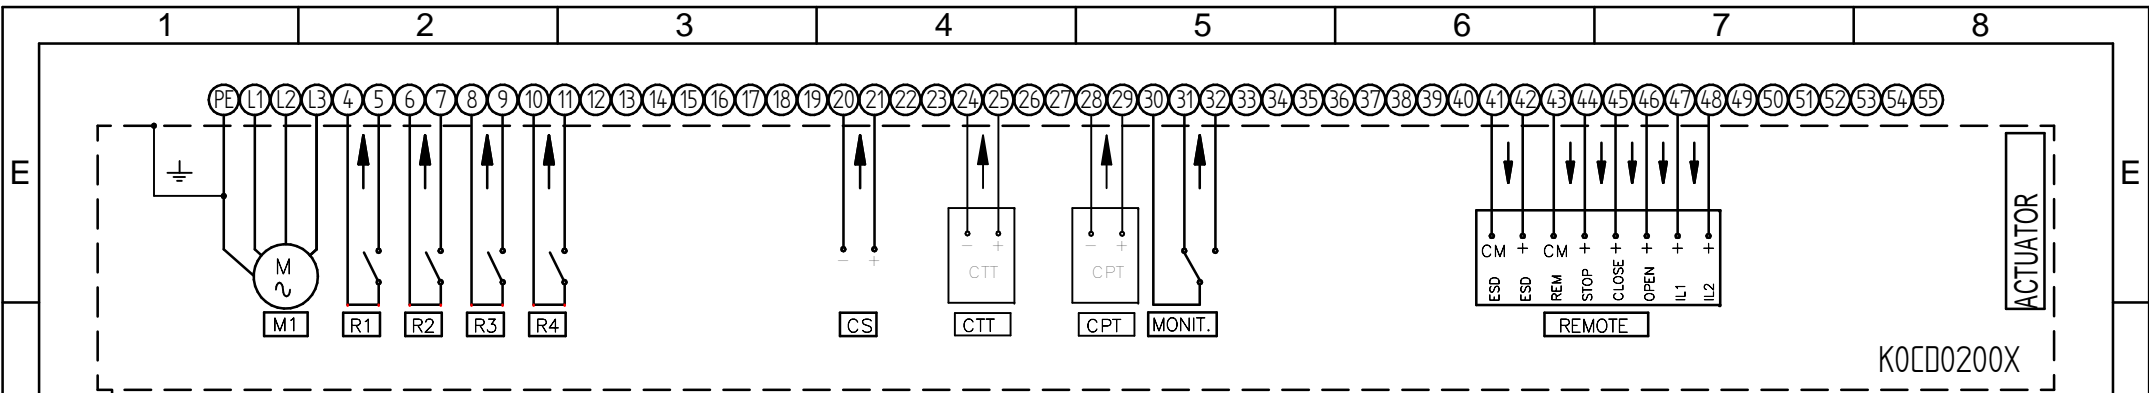 1 2 3 4 5 6 7 8
PE L1 L2 L3 4 5 6 7 8 9 10 11 12 13 14 15 16 17 18 19 20 21 22 23 24 25 26 27 28 29 30 31 32 33 34 35 36 37 38 39 40 41 42 43 44 45 46 47 48 49 50 51 52 53 54 55
E E
ACTUATOR
CM + CM + + + + +
- + - + - +
M
∿
CTT CPT
ESD ESD REM STOP CLOSE OPEN IL1 IL2
M1 R1 R2 R3 R4 CS CTT CPT MONIT. REMOTE
K0CD0200X